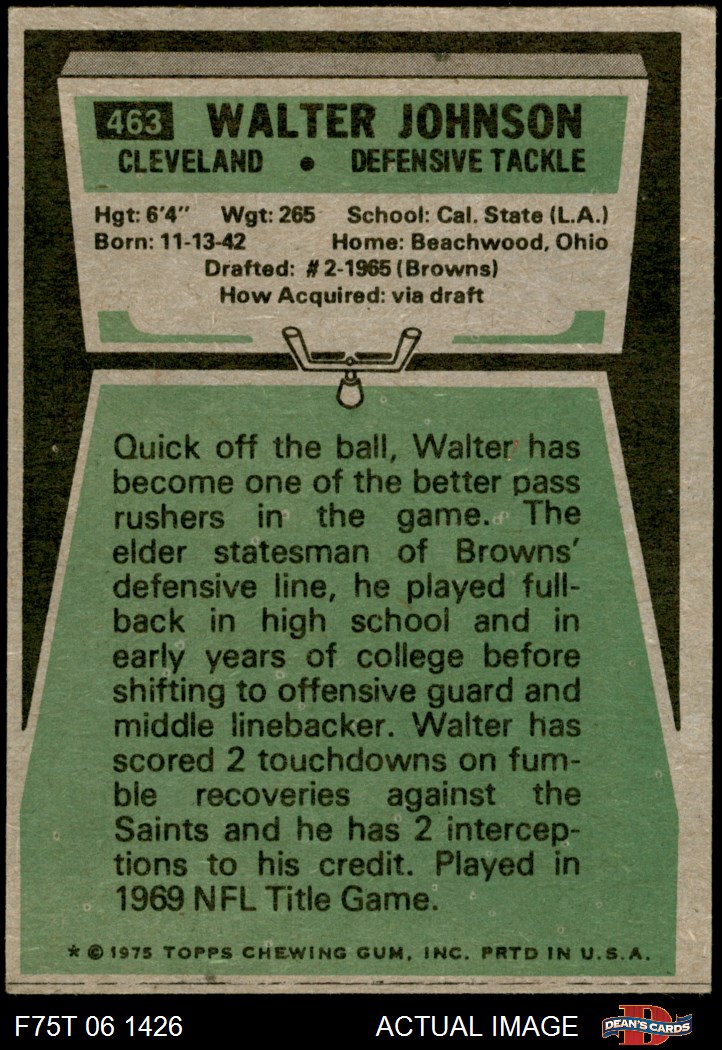 463 WALTER JOHNSON
CLEVELAND • DEFENSIVE TACKLE
Hgt: 6'4" Wgt: 265 School: Cal. State (L.A.)
Born: 11-13-42 Home: Beachwood, Ohio
Drafted: #2-1965 (Browns)
How Acquired: via draft
Quick off the ball, Walter has
become one of the better pass
rushers in the game. The
elder statesman of Browns'
defensive line, he played full-
back in high school and in
early years of college before
shifting to offensive guard and
middle linebacker. Walter has
scored 2 touchdowns on fum-
ble recoveries against the
Saints and he has 2 intercep-
tions to his credit. Played in
1969 NFL Title Game.
* © 1975 TOPPS CHEWING GUM, INC. PRTD IN U.S.A.
F75T 06 1426 ACTUAL IMAGE D DEAN'S CARDS